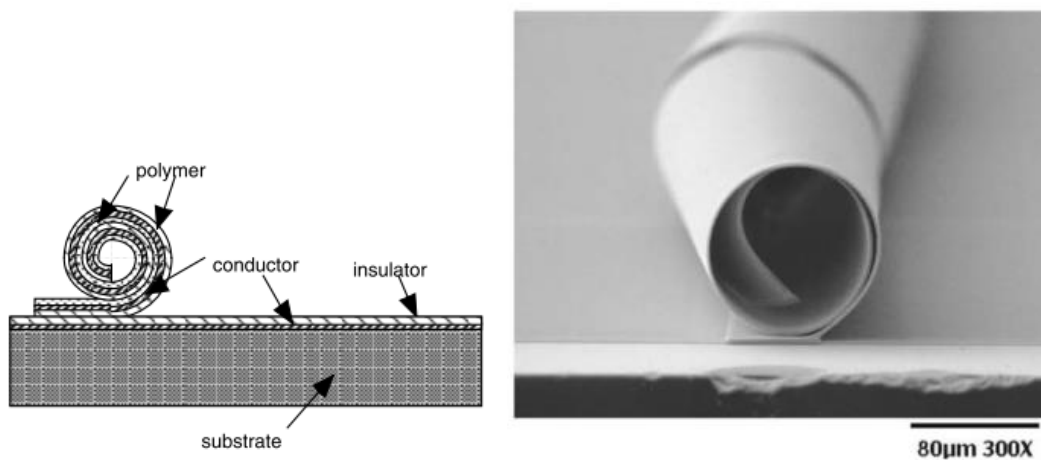 polymer
conductor
insulator
substrate
80μm 300X